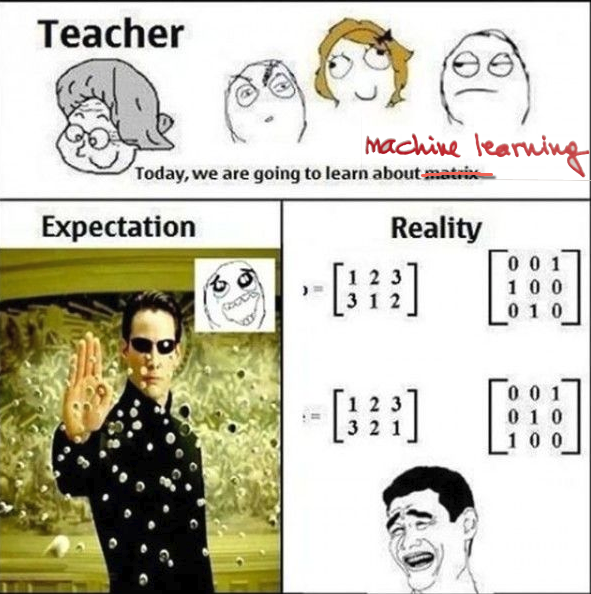 Teacher
machine learning
Today, we are going to learn about matrix
Expectation
Reality
= [1 2 3] [0 0 1]
[3 1 2] [1 0 0]
[0 1 0]
= [1 2 3] [0 0 1]
[3 2 1] [0 1 0]
[1 0 0]